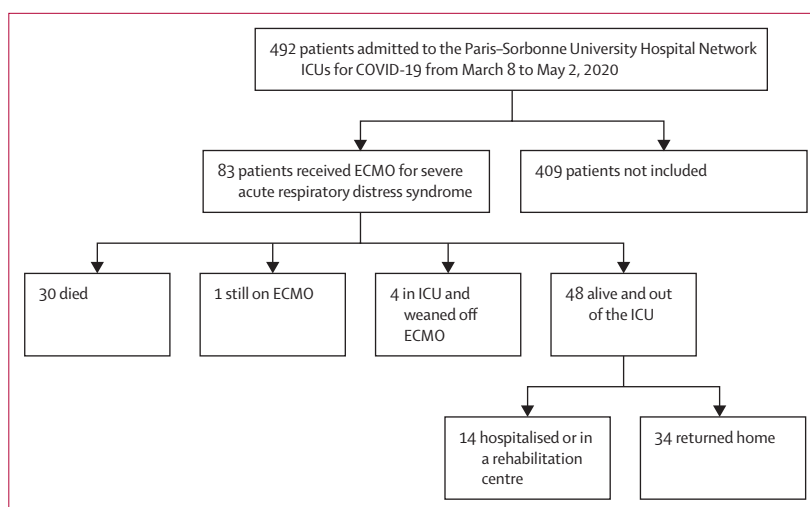 492 patients admitted to the Paris–Sorbonne University Hospital Network
ICUs for COVID-19 from March 8 to May 2, 2020
83 patients received ECMO for severe
acute respiratory distress syndrome
409 patients not included
30 died
1 still on ECMO
4 in ICU and
weaned off
ECMO
48 alive and out
of the ICU
14 hospitalised or in
a rehabilitation
centre
34 returned home